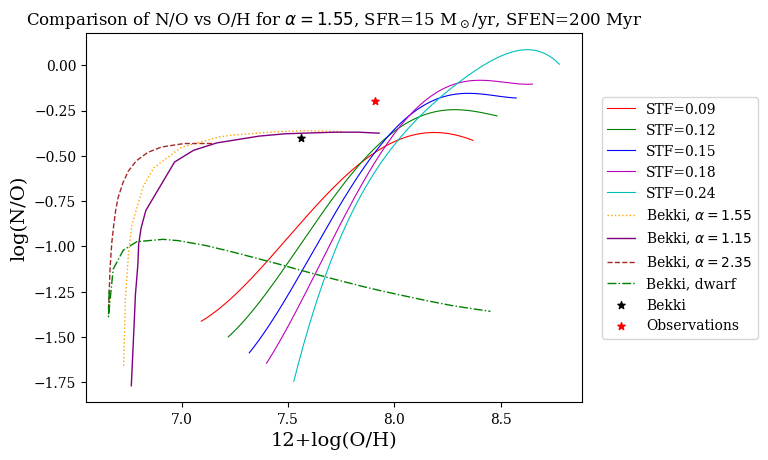 Comparison of N/O vs O/H for α = 1.55, SFR=15 M_⊙/yr, SFEN=200 Myr
log(N/O)
0.00
−0.25
−0.50
−0.75
−1.00
−1.25
−1.50
−1.75
7.0 7.5 8.0 8.5
12+log(O/H)
STF=0.09
STF=0.12
STF=0.15
STF=0.18
STF=0.24
Bekki, α = 1.55
Bekki, α = 1.15
Bekki, α = 2.35
Bekki, dwarf
Bekki
Observations